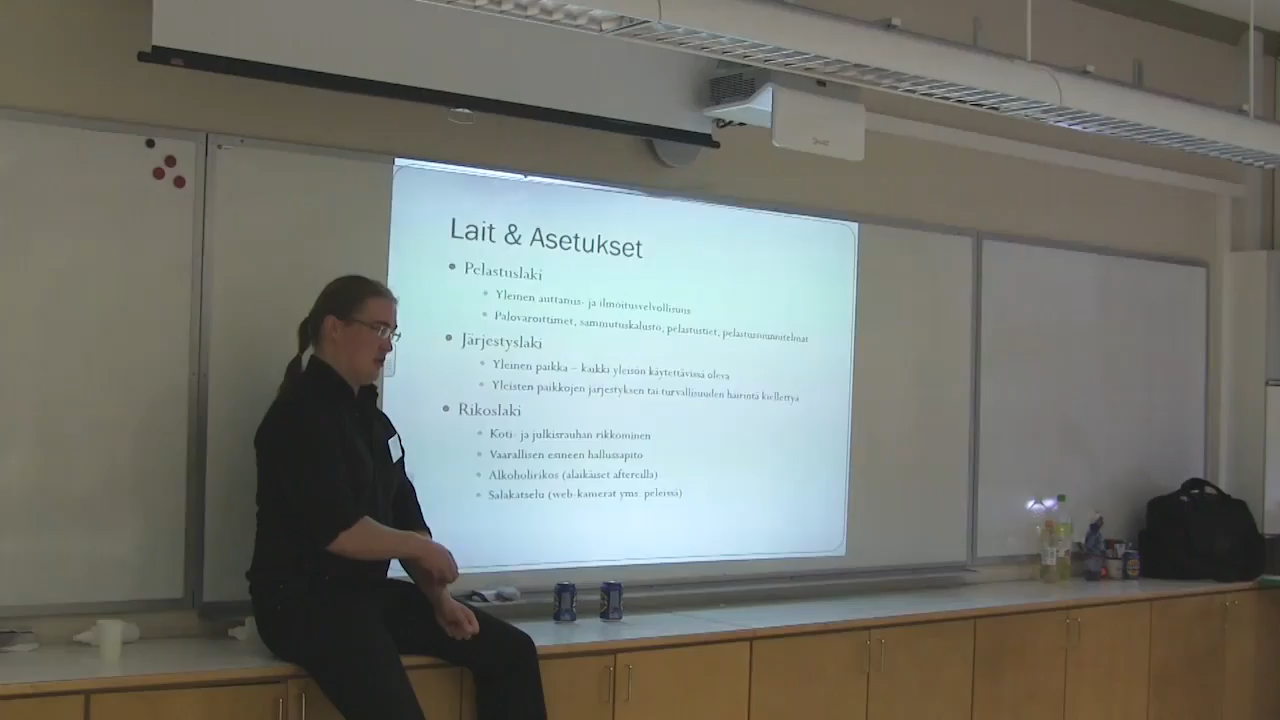 Lait & Asetukset
Pelastuslaki
Yleinen auttamis- ja ilmoitusvelvollisuus
Palovaroittimet, sammutuskalusto, pelastustiet, pelastussuunnitelmat
Järjestyslaki
Yleinen paikka – kaikki yleisön käytettävissä oleva
Yleisten paikkojen järjestyksen tai turvallisuuden häirintä kiellettyä
Rikoslaki
Koti- ja julkisrauhan rikkominen
Vaarallisen esineen hallussapito
Alkoholirikos (alaikäiset aftereilla)
Salakatselu (web-kamerat yms. peleissä)